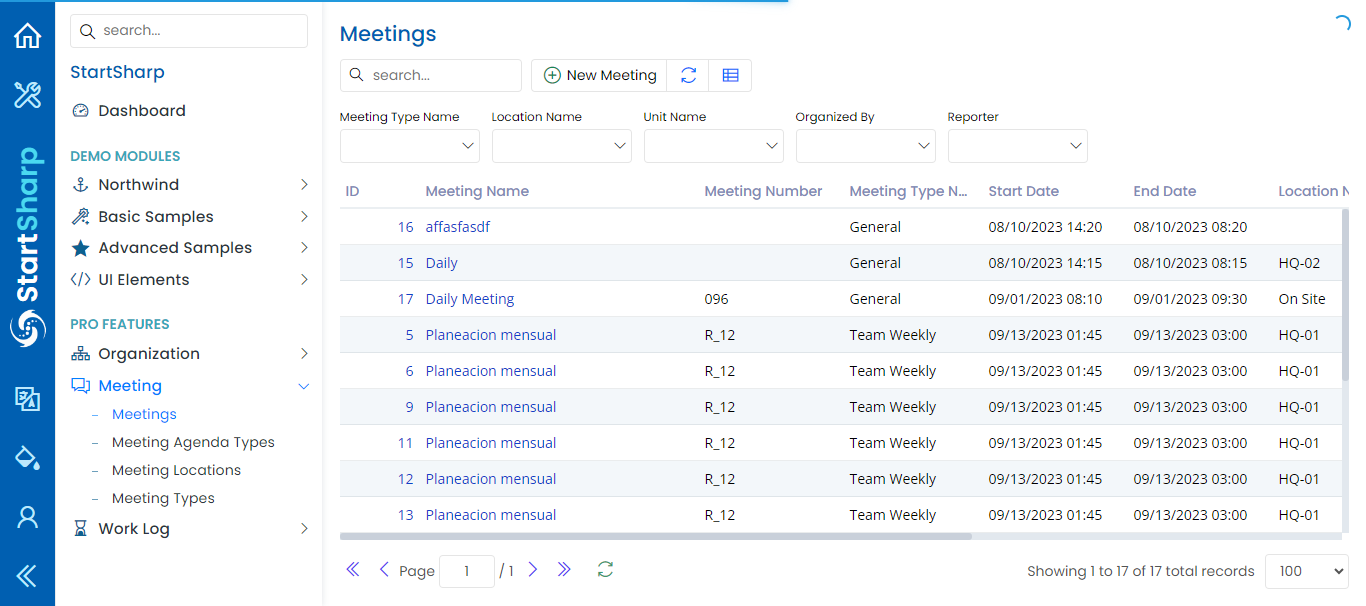 StartSharp
search...
StartSharp
Dashboard
DEMO MODULES
Northwind
Basic Samples
Advanced Samples
UI Elements
PRO FEATURES
Organization
Meeting
– Meetings
– Meeting Agenda Types
– Meeting Locations
– Meeting Types
Work Log
Meetings
search... New Meeting
Meeting Type Name Location Name Unit Name Organized By Reporter
ID Meeting Name Meeting Number Meeting Type N... Start Date End Date Location N
16 affasfasdf General 08/10/2023 14:20 08/10/2023 08:20
15 Daily General 08/10/2023 14:15 08/10/2023 08:15 HQ-02
17 Daily Meeting 096 General 09/01/2023 08:10 09/01/2023 09:30 On Site
5 Planeacion mensual R_12 Team Weekly 09/13/2023 01:45 09/13/2023 03:00 HQ-01
6 Planeacion mensual R_12 Team Weekly 09/13/2023 01:45 09/13/2023 03:00 HQ-01
9 Planeacion mensual R_12 Team Weekly 09/13/2023 01:45 09/13/2023 03:00 HQ-01
11 Planeacion mensual R_12 Team Weekly 09/13/2023 01:45 09/13/2023 03:00 HQ-01
12 Planeacion mensual R_12 Team Weekly 09/13/2023 01:45 09/13/2023 03:00 HQ-01
13 Planeacion mensual R_12 Team Weekly 09/13/2023 01:45 09/13/2023 03:00 HQ-01
Page 1 / 1 Showing 1 to 17 of 17 total records 100